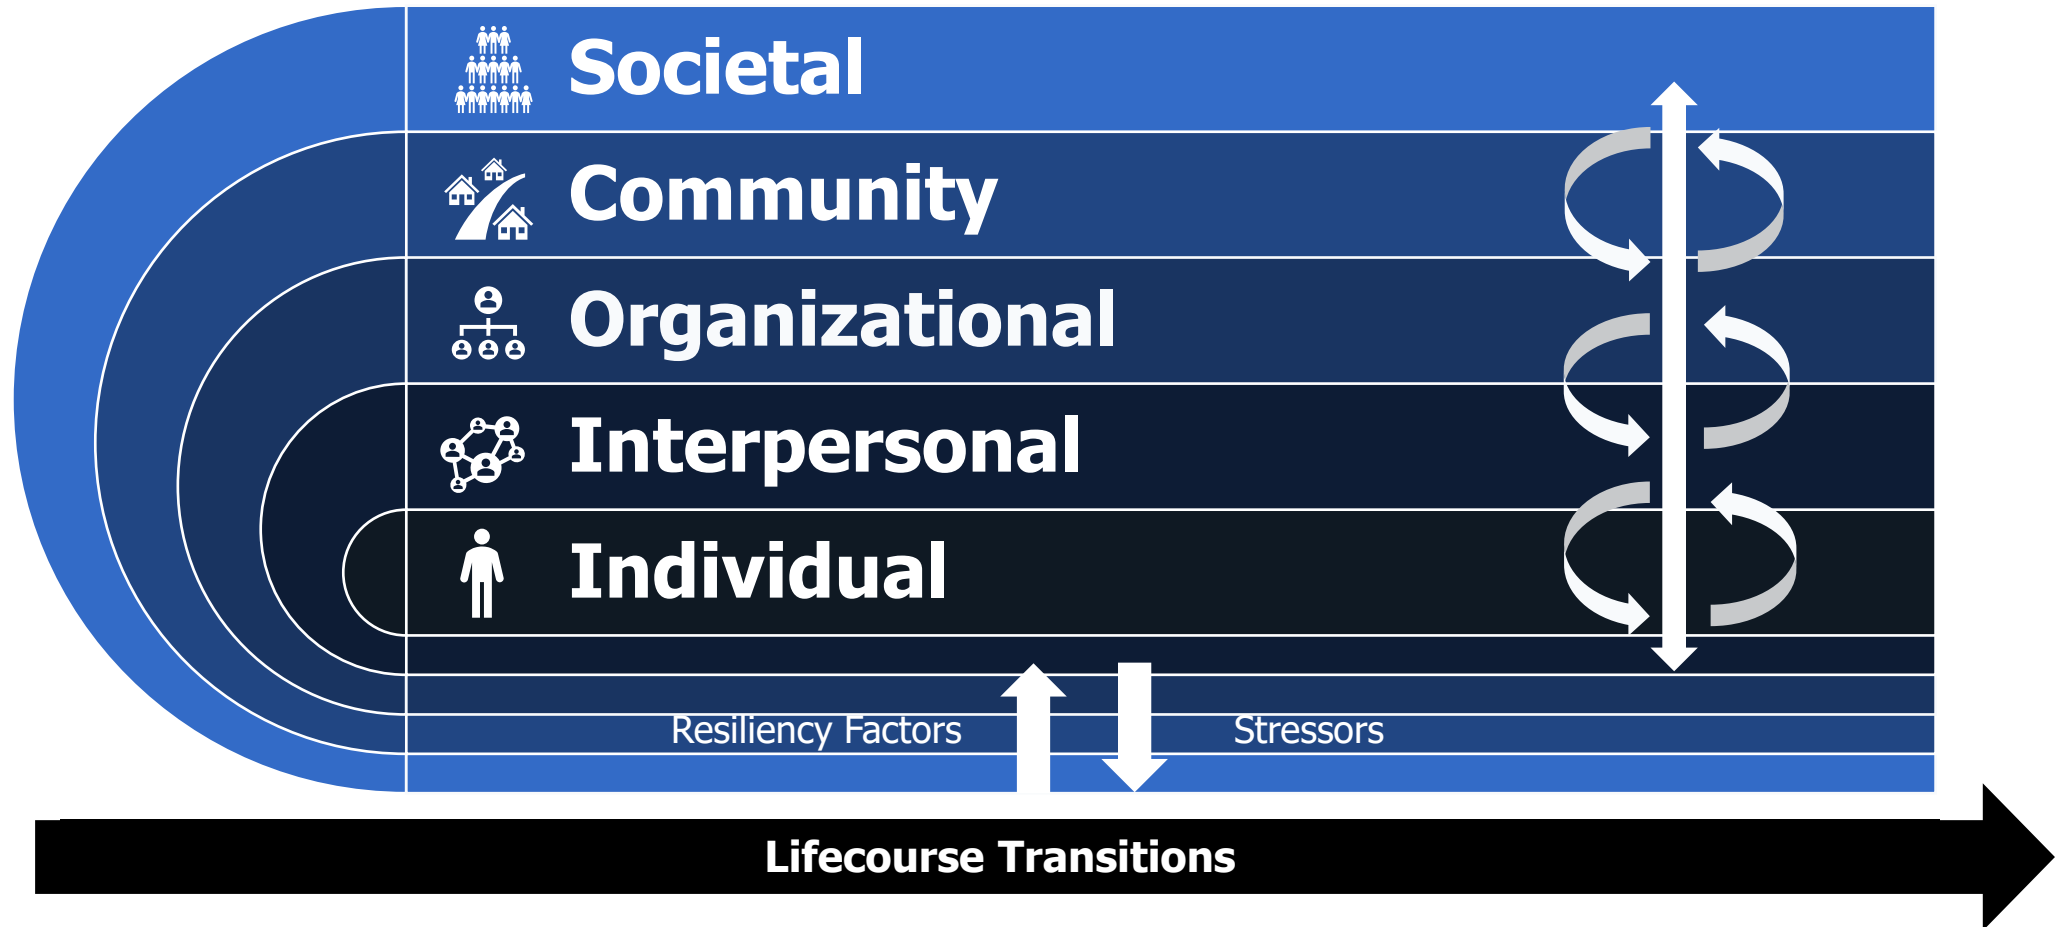 Societal
Community
Organizational
Interpersonal
Individual
Resiliency Factors
Stressors
Lifecourse Transitions